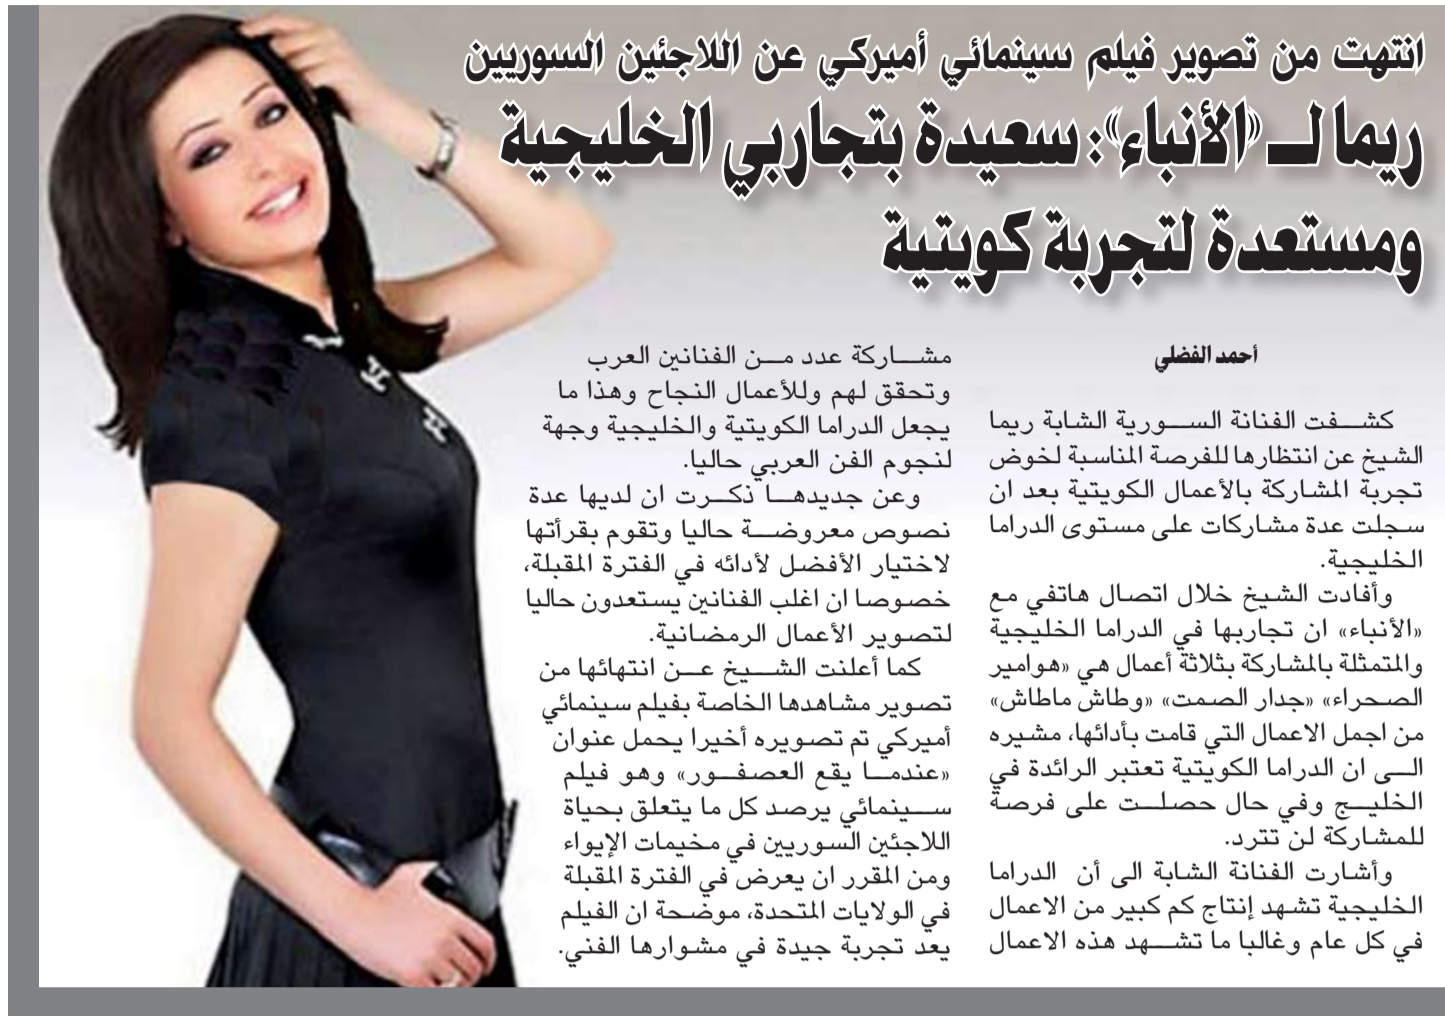 انتهت من تصوير فيلم سينمائي أميركي عن اللاجئين السوريين
ريما لـ «الأنباء»: سعيدة بتجاربي الخليجية
ومستعدة لتجربة كويتية
أحمد الفضلي
كشفت الفنانة السورية الشابة ريما
الشيخ عن انتظارها للفرصة المناسبة لخوض
تجربة المشاركة بالأعمال الكويتية بعد ان
سجلت عدة مشاركات على مستوى الدراما
الخليجية.
وأفادت الشيخ خلال اتصال هاتفي مع
«الأنباء» ان تجاربها في الدراما الخليجية
والمتمثلة بالمشاركة بثلاثة أعمال هي «هوامير
الصحراء» «جدار الصمت» «وطاش ماطاش»
من اجمل الاعمال التي قامت بأدائها، مشيره
الى ان الدراما الكويتية تعتبر الرائدة في
الخليج وفي حال حصلت على فرصة
للمشاركة لن تترد.
وأشارت الفنانة الشابة الى أن الدراما
الخليجية تشهد إنتاج كم كبير من الاعمال
في كل عام وغالبا ما تشهد هذه الاعمال
مشاركة عدد من الفنانين العرب
وتحقق لهم وللأعمال النجاح وهذا ما
يجعل الدراما الكويتية والخليجية وجهة
لنجوم الفن العربي حاليا.
وعن جديدها ذكرت ان لديها عدة
نصوص معروضة حاليا وتقوم بقرأتها
لاختيار الأفضل لأدائه في الفترة المقبلة،
خصوصا ان اغلب الفنانين يستعدون حاليا
لتصوير الأعمال الرمضانية.
كما أعلنت الشيخ عن انتهائها من
تصوير مشاهدها الخاصة بفيلم سينمائي
أميركي تم تصويره أخيرا يحمل عنوان
«عندما يقع العصفور» وهو فيلم
سينمائي يرصد كل ما يتعلق بحياة
اللاجئين السوريين في مخيمات الإيواء
ومن المقرر ان يعرض في الفترة المقبلة
في الولايات المتحدة، موضحة ان الفيلم
يعد تجربة جيدة في مشوارها الفني.